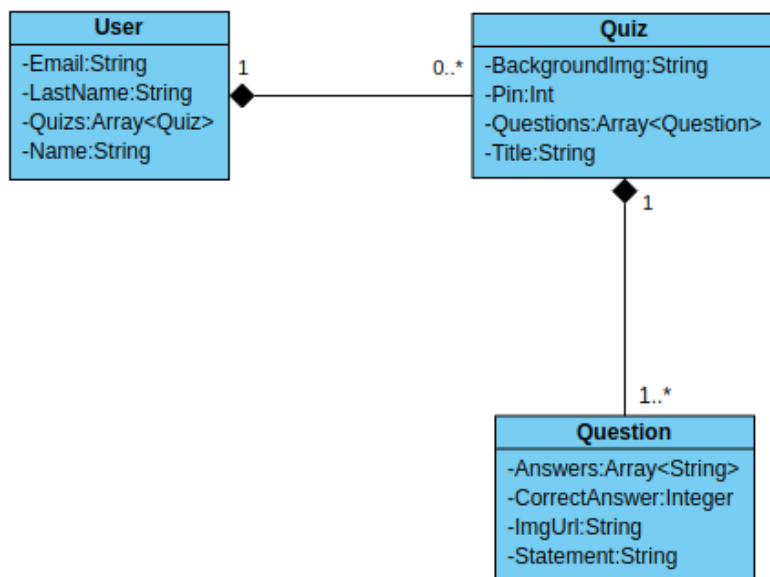 User
-Email:String
-LastName:String
-Quizs:Array<Quiz>
-Name:String
1
0..*
Quiz
-BackgroundImg:String
-Pin:Int
-Questions:Array<Question>
-Title:String
1
1..*
Question
-Answers:Array<String>
-CorrectAnswer:Integer
-ImgUrl:String
-Statement:String